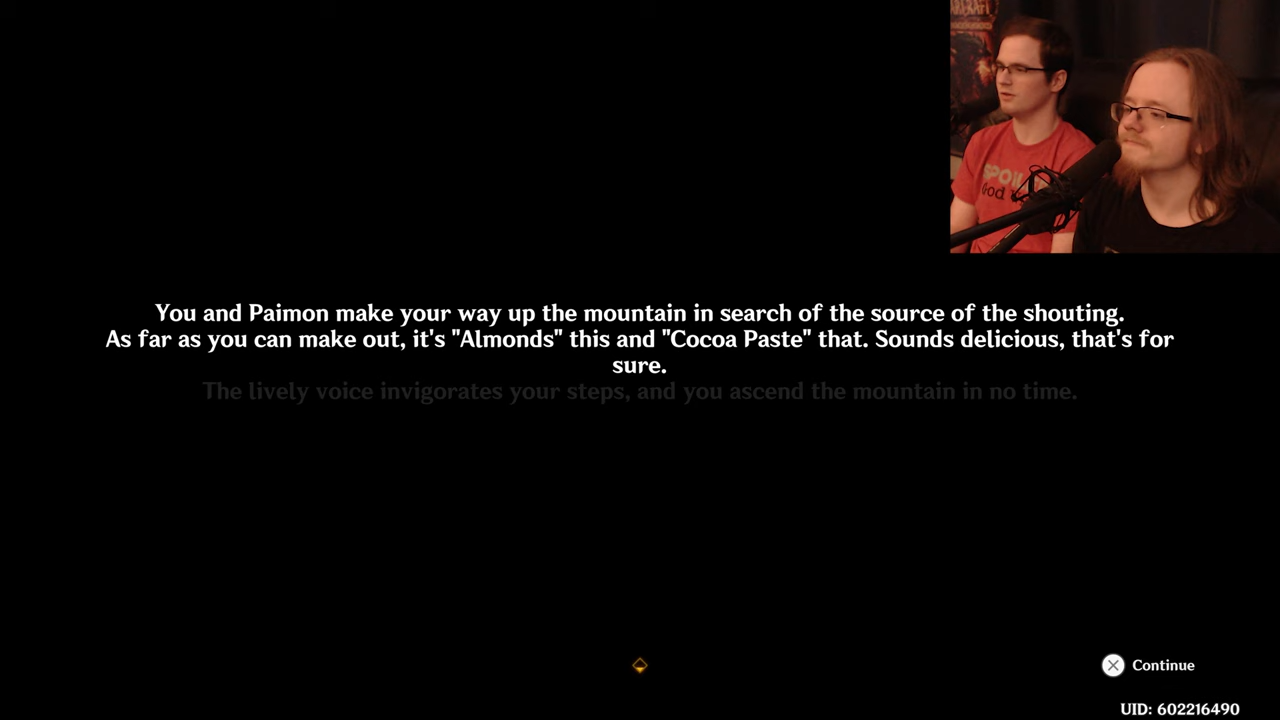 You and Paimon make your way up the mountain in search of the source of the shouting.
As far as you can make out, it's "Almonds" this and "Cocoa Paste" that. Sounds delicious, that's for
sure.
The lively voice invigorates your steps, and you ascend the mountain in no time.
Continue
UID: 602216490